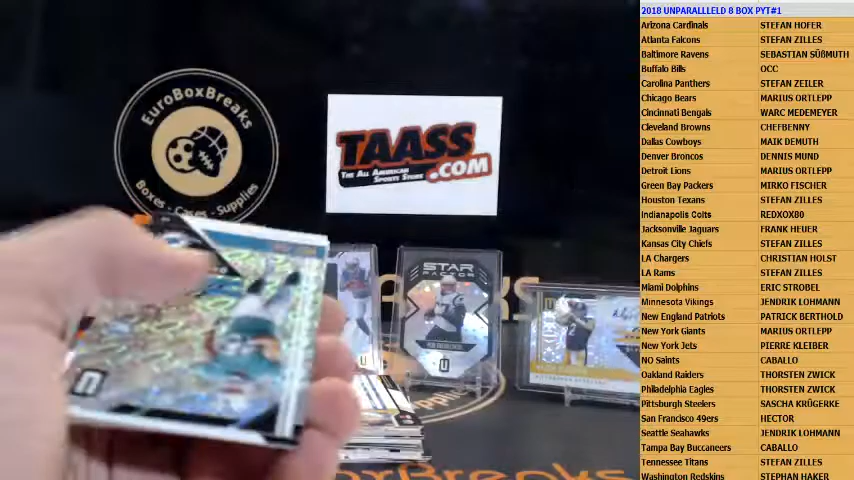 2018 UNPARALLLELD 8 BOX PYT#1
Arizona Cardinals STEFAN HOFER
Atlanta Falcons STEFAN ZILLES
Baltimore Ravens SEBASTIAN SÜßMUTH
Buffalo Bills OCC
Carolina Panthers STEFAN ZEILER
Chicago Bears MARIUS ORTLEPP
Cincinnati Bengals WARC MEDEMEYER
Cleveland Browns CHEFBENNY
Dallas Cowboys MAIK DEMUTH
Denver Broncos DENNIS MUND
Detroit Lions MARIUS ORTLEPP
Green Bay Packers MIRKO FISCHER
Houston Texans STEFAN ZILLES
Indianapolis Colts REDXOX80
Jacksonville Jaguars FRANK HEUER
Kansas City Chiefs STEFAN ZILLES
LA Chargers CHRISTIAN HOLST
LA Rams STEFAN ZILLES
Miami Dolphins ERIC STROBEL
Minnesota Vikings JENDRIK LOHMANN
New England Patriots PATRICK BERTHOLD
New York Giants MARIUS ORTLEPP
New York Jets PIERRE KLEIBER
NO Saints CABALLO
Oakland Raiders THORSTEN ZWICK
Philadelphia Eagles THORSTEN ZWICK
Pittsburgh Steelers SASCHA KRÜGERKE
San Francisco 49ers HECTOR
Seattle Seahawks JENDRIK LOHMANN
Tampa Bay Buccaneers CABALLO
Tennessee Titans STEFAN ZILLES
Washington Redskins STEPHAN HAKER
EuroBoxBreaks
Boxes - Cases - Supplies
TAASS
.COM
THE ALL AMERICAN
SPORTS STORE
STAR
FACTOR
U